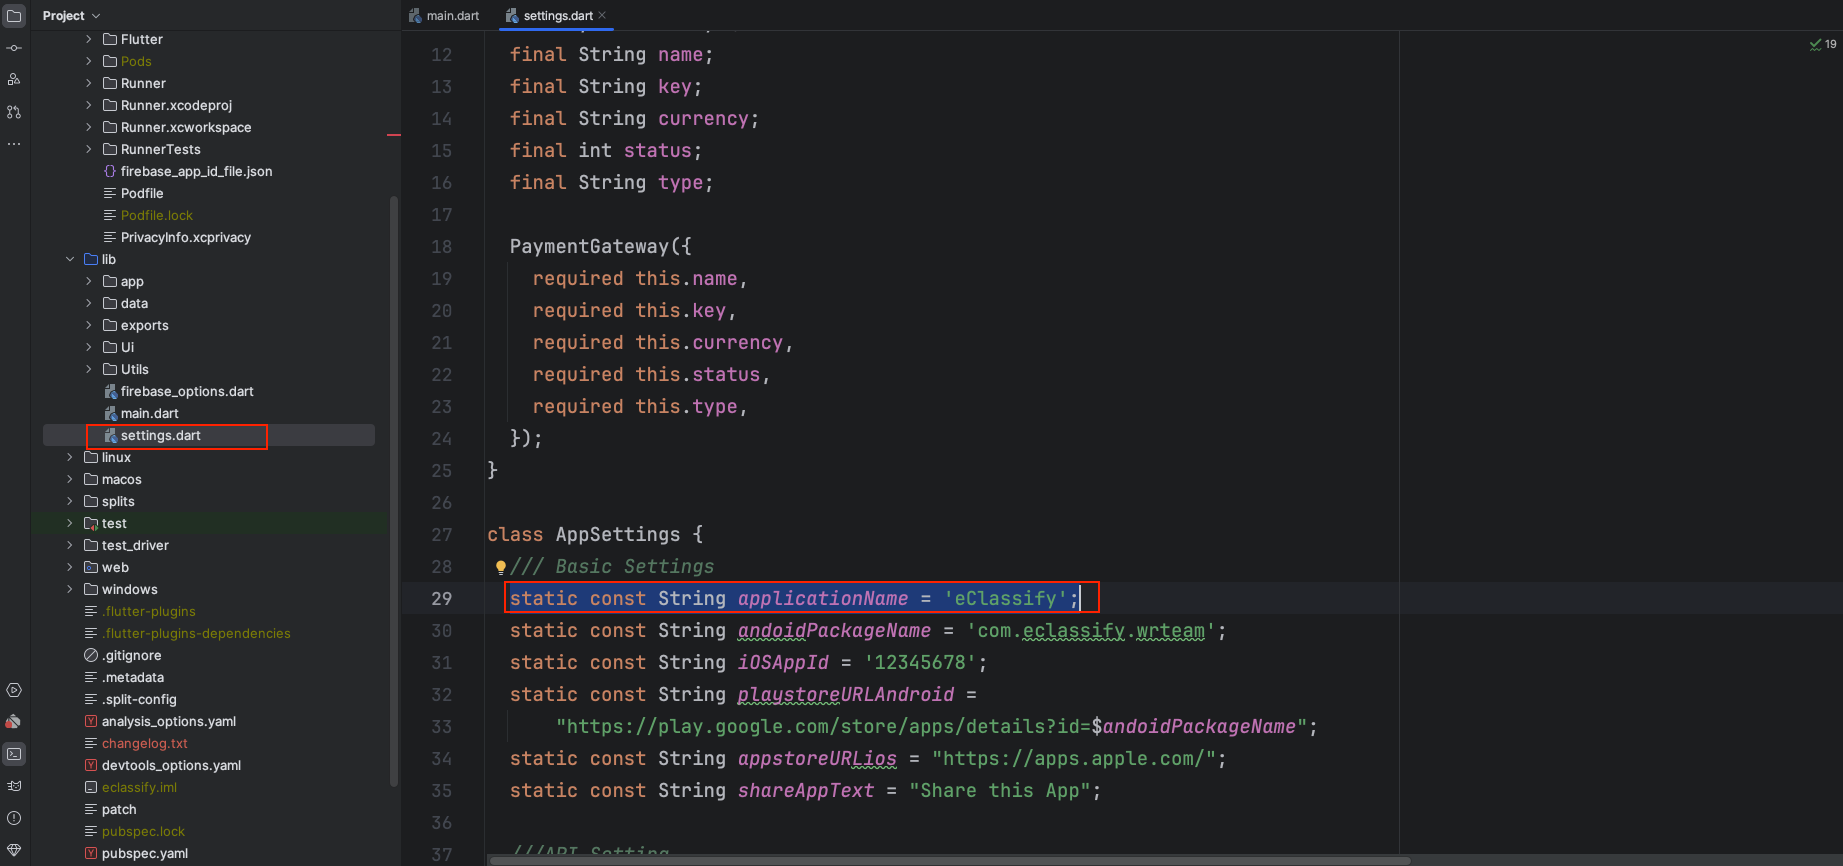 Project
main.dart
settings.dart
19
Flutter
Pods
Runner
Runner.xcodeproj
Runner.xcworkspace
RunnerTests
firebase_app_id_file.json
Podfile
Podfile.lock
PrivacyInfo.xcprivacy
lib
app
data
exports
Ui
Utils
firebase_options.dart
main.dart
settings.dart
linux
macos
splits
test
test_driver
web
windows
.flutter-plugins
.flutter-plugins-dependencies
.gitignore
.metadata
.split-config
analysis_options.yaml
changelog.txt
devtools_options.yaml
eclassify.iml
patch
pubspec.lock
pubspec.yaml
12 final String name;
13 final String key;
14 final String currency;
15 final int status;
16 final String type;
17
18 PaymentGateway({
19 required this.name,
20 required this.key,
21 required this.currency,
22 required this.status,
23 required this.type,
24 });
25 }
26
27 class AppSettings {
28 /// Basic Settings
29 static const String applicationName = 'eClassify';
30 static const String andoidPackageName = 'com.eclassify.wrteam';
31 static const String iOSAppId = '12345678';
32 static const String playstoreURLAndroid =
33 "https://play.google.com/store/apps/details?id=$andoidPackageName";
34 static const String appstoreURLios = "https://apps.apple.com/";
35 static const String shareAppText = "Share this App";
36
37 ///API Setting